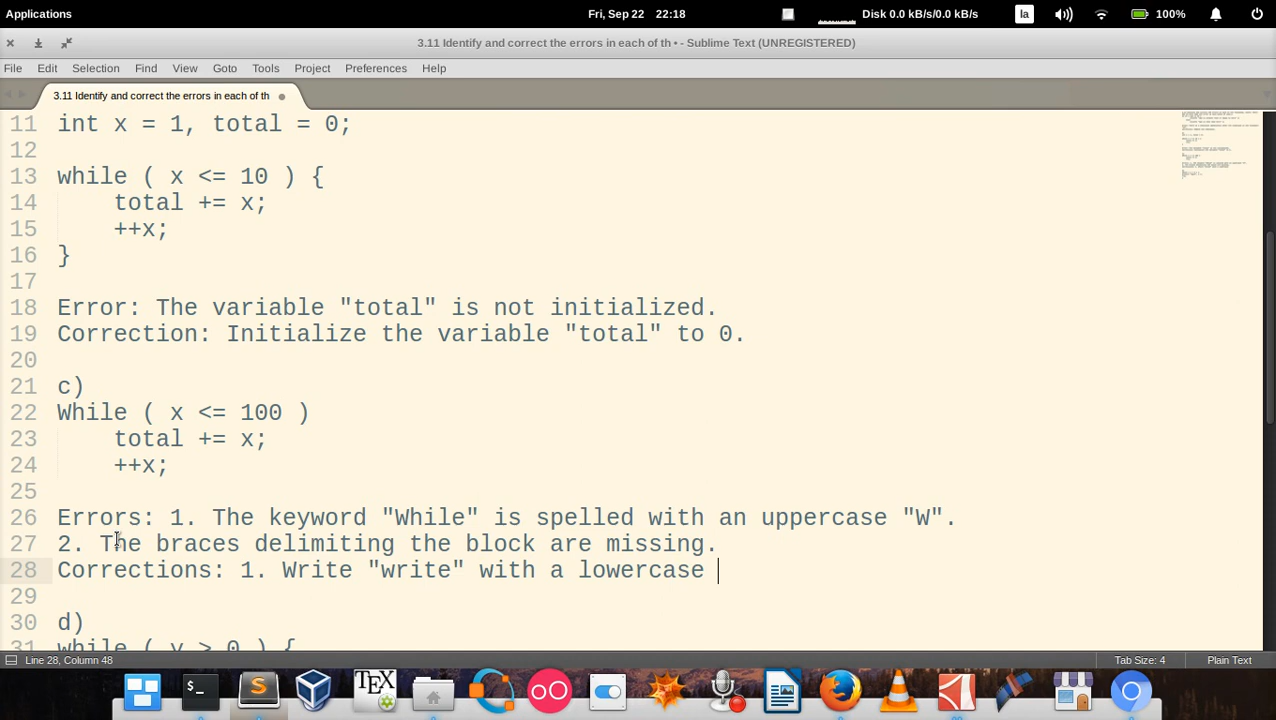 Applications
Fri, Sep 22 22:18
Disk 0.0 kB/s/0.0 kB/s
la
100%
3.11 Identify and correct the errors in each of th • - Sublime Text (UNREGISTERED)
File Edit Selection Find View Goto Tools Project Preferences Help
3.11 Identify and correct the errors in each of th
11 int x = 1, total = 0;
12
13 while ( x <= 10 ) {
14 total += x;
15 ++x;
16 }
17
18 Error: The variable "total" is not initialized.
19 Correction: Initialize the variable "total" to 0.
20
21 c)
22 While ( x <= 100 )
23 total += x;
24 ++x;
25
26 Errors: 1. The keyword "While" is spelled with an uppercase "W".
27 2. The braces delimiting the block are missing.
28 Corrections: 1. Write "write" with a lowercase
29
30 d)
31 while ( y > 0 ) {
Line 28, Column 48
Tab Size: 4
Plain Text
TEX